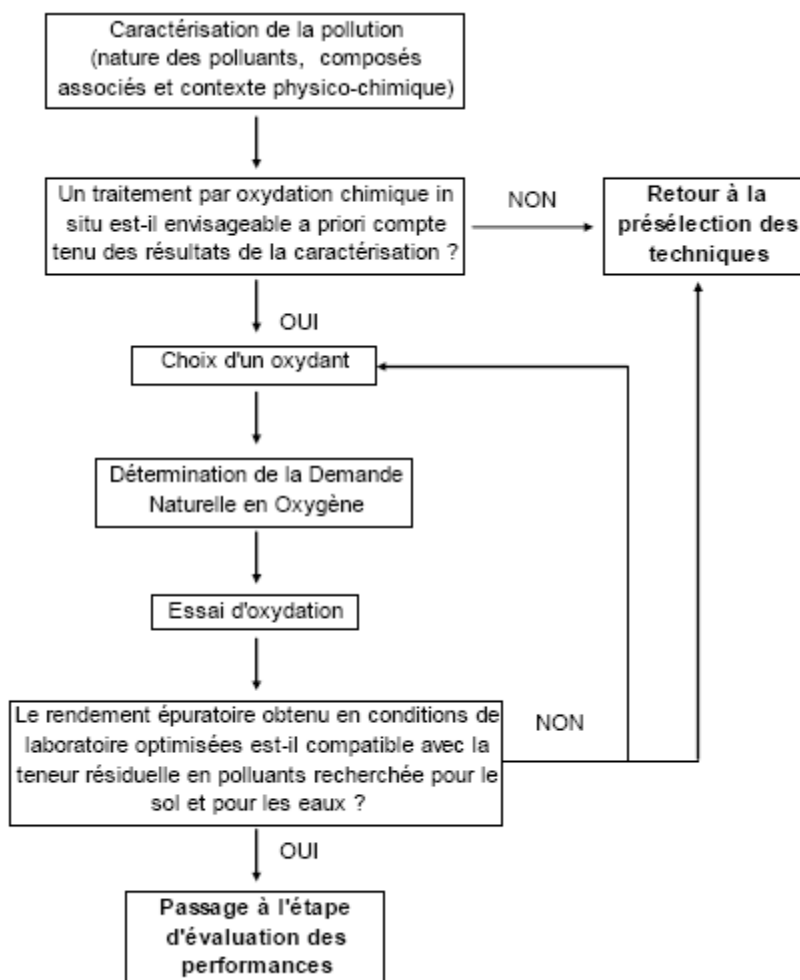 Caractérisation de la pollution
(nature des polluants, composés
associés et contexte physico-chimique)
Un traitement par oxydation chimique in
situ est-il envisageable a priori compte
tenu des résultats de la caractérisation ?
NON
Retour à la
présélection des
techniques
OUI
Choix d'un oxydant
Détermination de la Demande
Naturelle en Oxygène
Essai d'oxydation
Le rendement épuratoire obtenu en conditions de
laboratoire optimisées est-il compatible avec la
teneur résiduelle en polluants recherchée pour le
sol et pour les eaux ?
NON
OUI
Passage à l'étape
d'évaluation des
performances